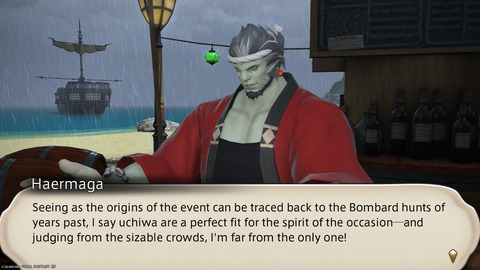 Haermaga
Seeing as the origins of the event can be traced back to the Bombard hunts of
years past, I say uchiwa are a perfect fit for the spirit of the occasion—and
judging from the sizable crowds, I'm far from the only one!